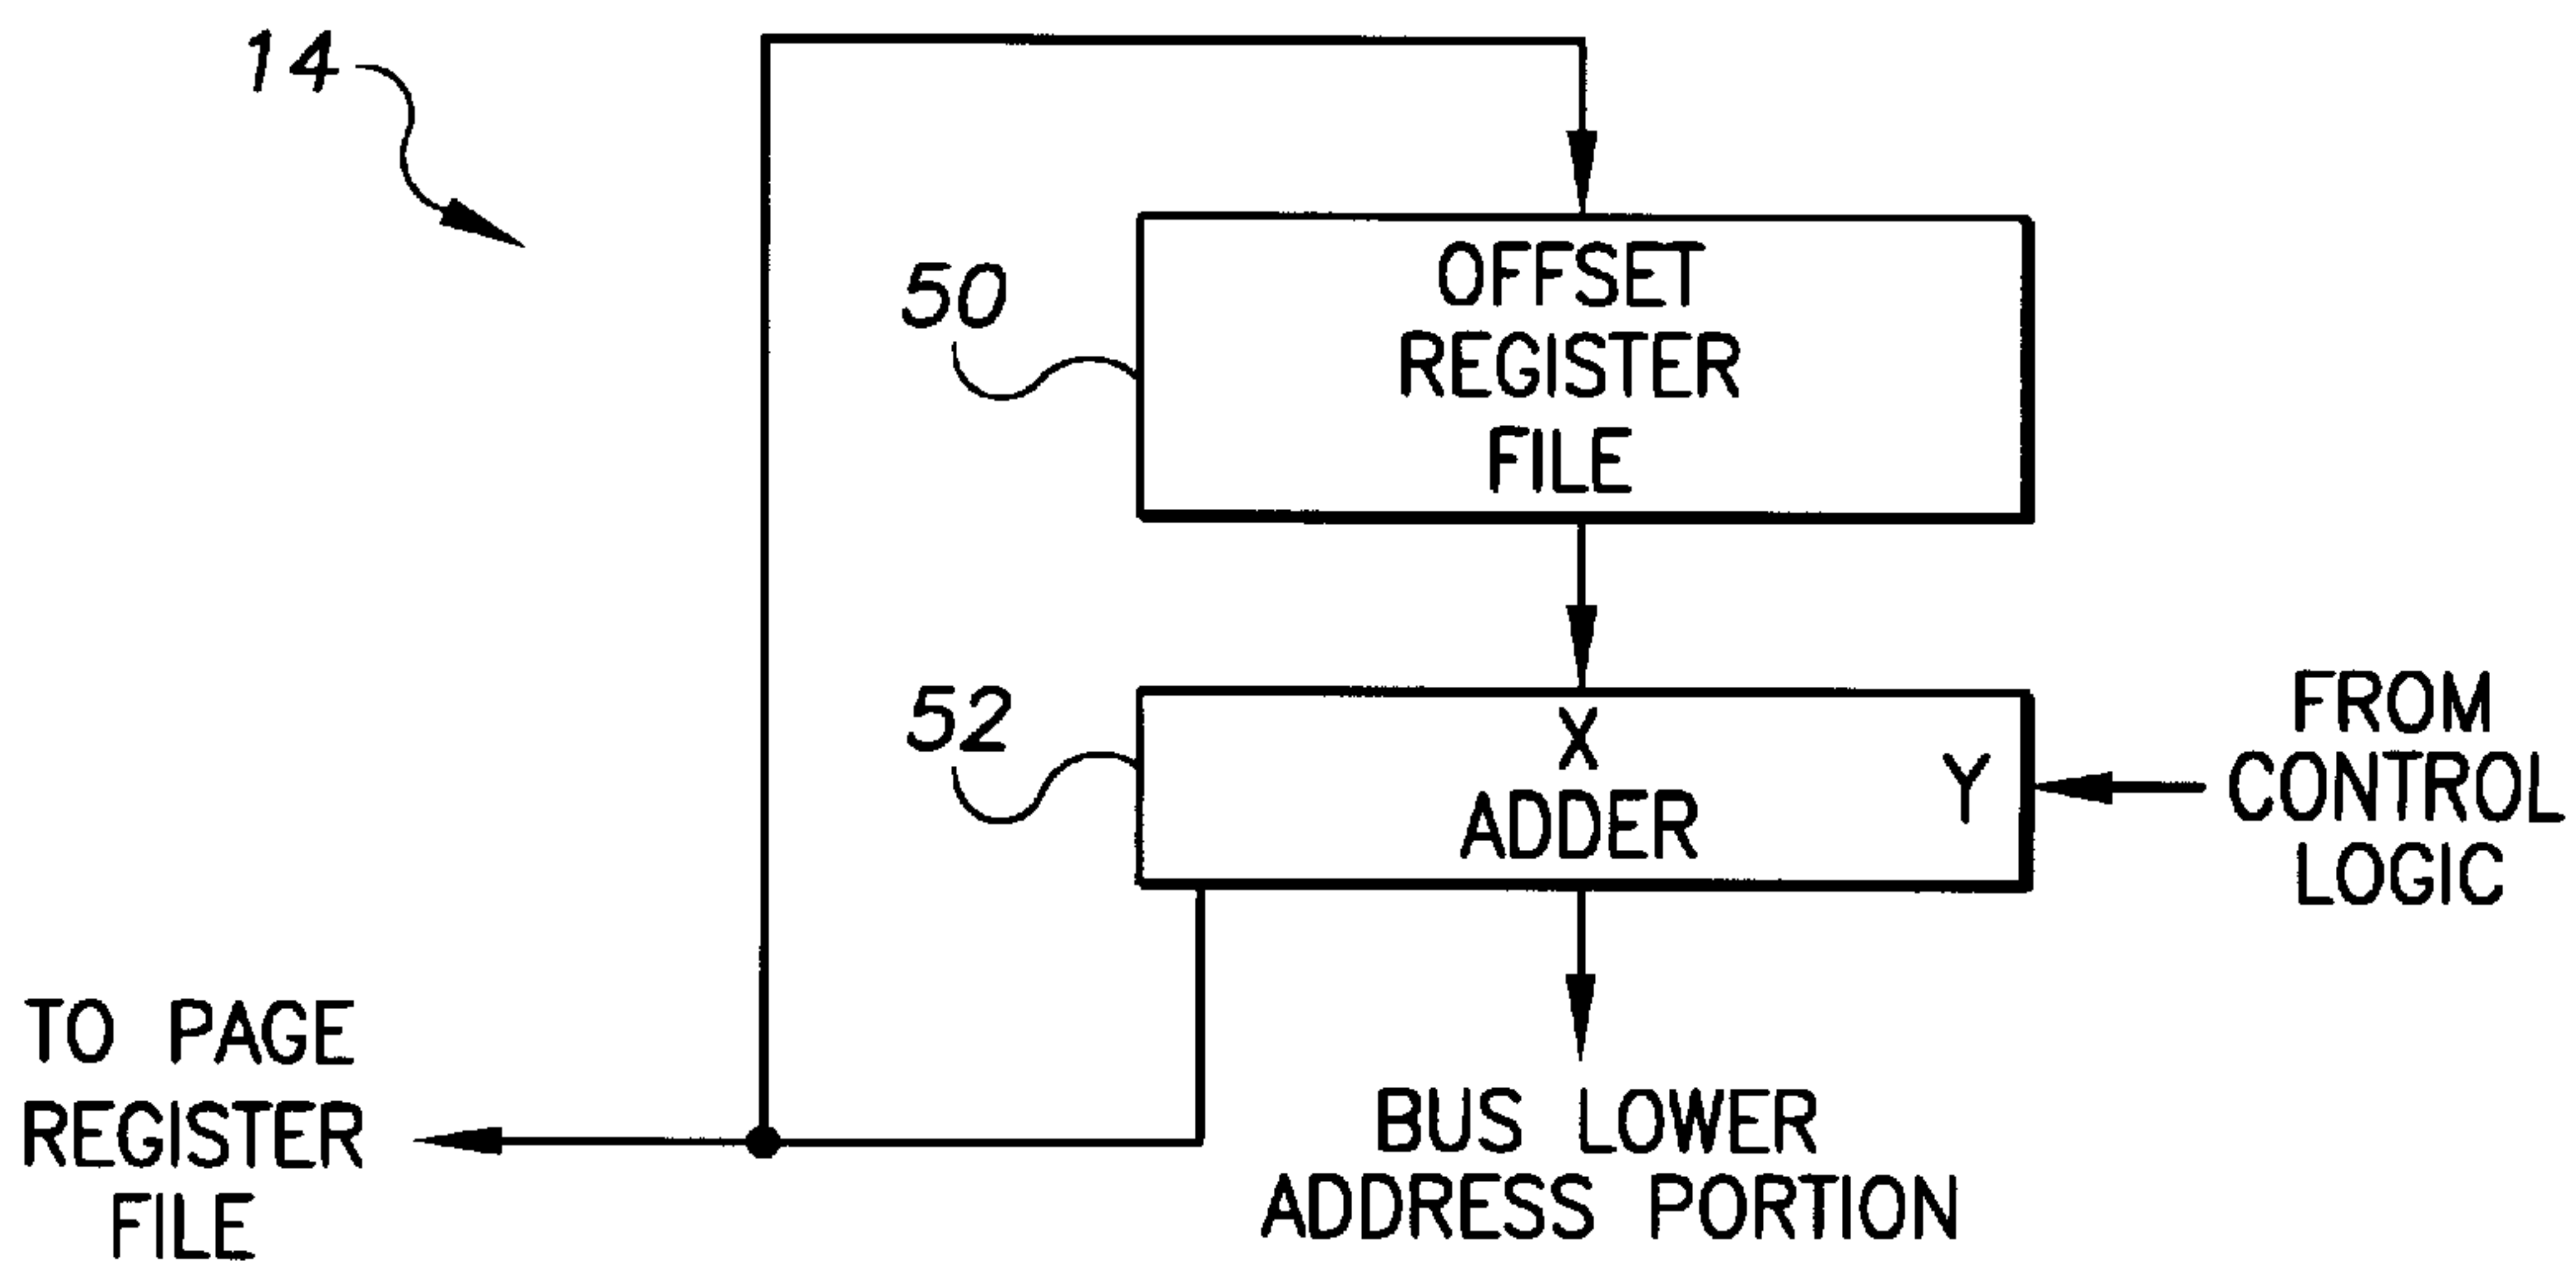 14
50
OFFSET
REGISTER
FILE
52
X
ADDER
Y
FROM
CONTROL
LOGIC
TO PAGE
REGISTER
FILE
BUS LOWER
ADDRESS PORTION